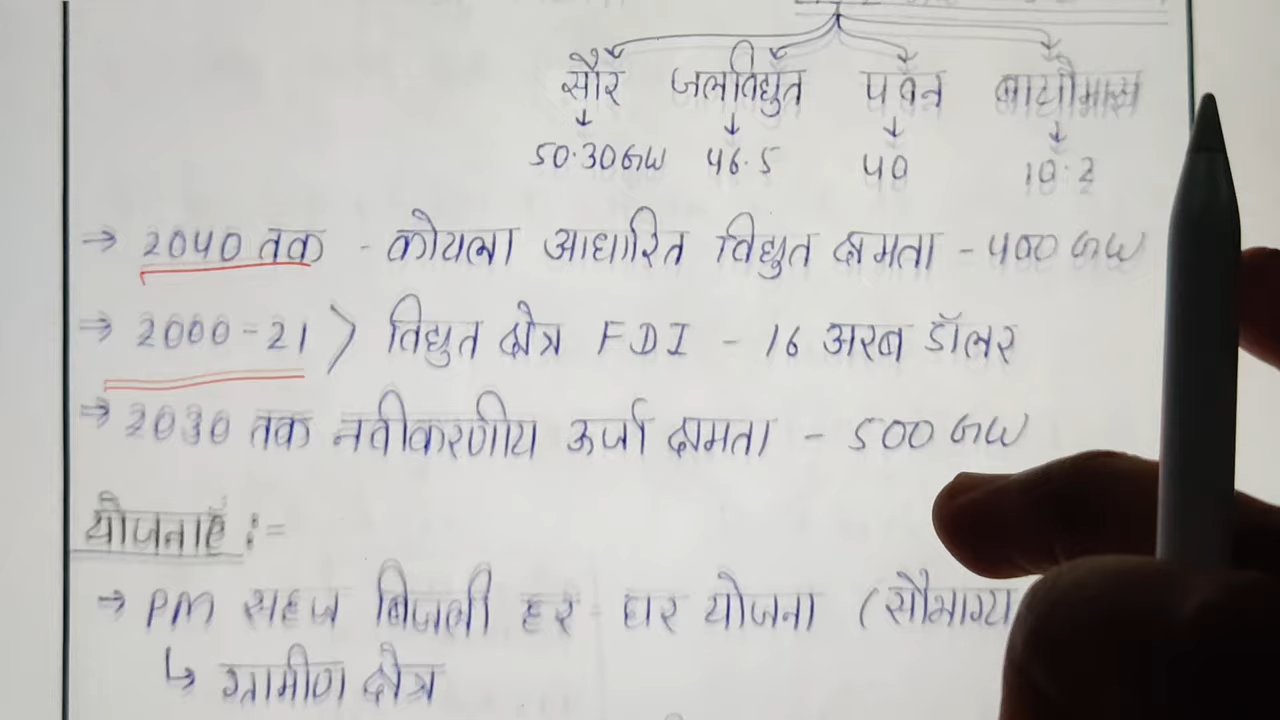 सौर जलविद्युत पवन बायोमास
50.30GW 46.5 40 10.2
⇒ 2040 तक - कोयला आधारित विद्युत क्षमता - 400 GW
⇒ 2000-21 > विद्युत क्षेत्र FDI - 16 अरब डॉलर
⇒ 2030 तक नवीकरणीय ऊर्जा क्षमता - 500 GW
योजनाएँ :-
→ PM सहज बिजली हर घर योजना (सौभाग्य
↳ ग्रामीण क्षेत्र